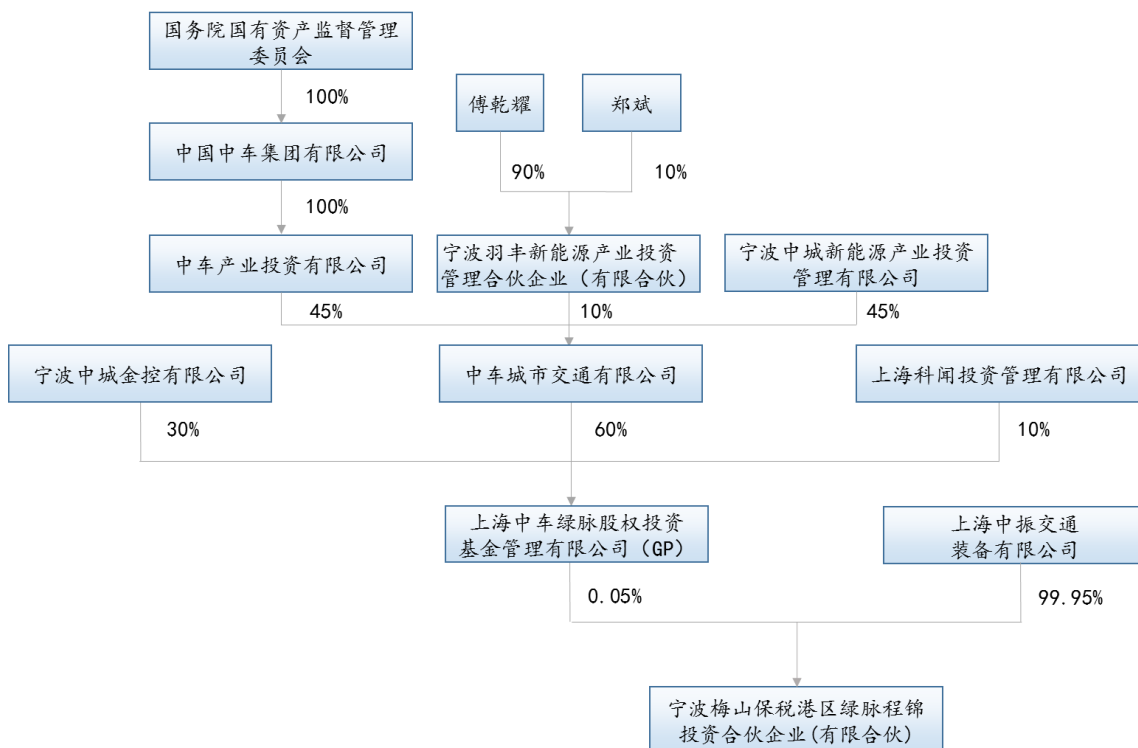 国务院国有资产监督管理
委员会
100%
傅乾耀
郑斌
中国中车集团有限公司
90%
10%
100%
中车产业投资有限公司
宁波羽丰新能源产业投资
管理合伙企业（有限合伙）
宁波中城新能源产业投资
管理有限公司
45%
10%
45%
宁波中城金控有限公司
中车城市交通有限公司
上海科闻投资管理有限公司
30%
60%
10%
上海中车绿脉股权投资
基金管理有限公司（GP）
上海中振交通
装备有限公司
0.05%
99.95%
宁波梅山保税港区绿脉程锦
投资合伙企业(有限合伙)